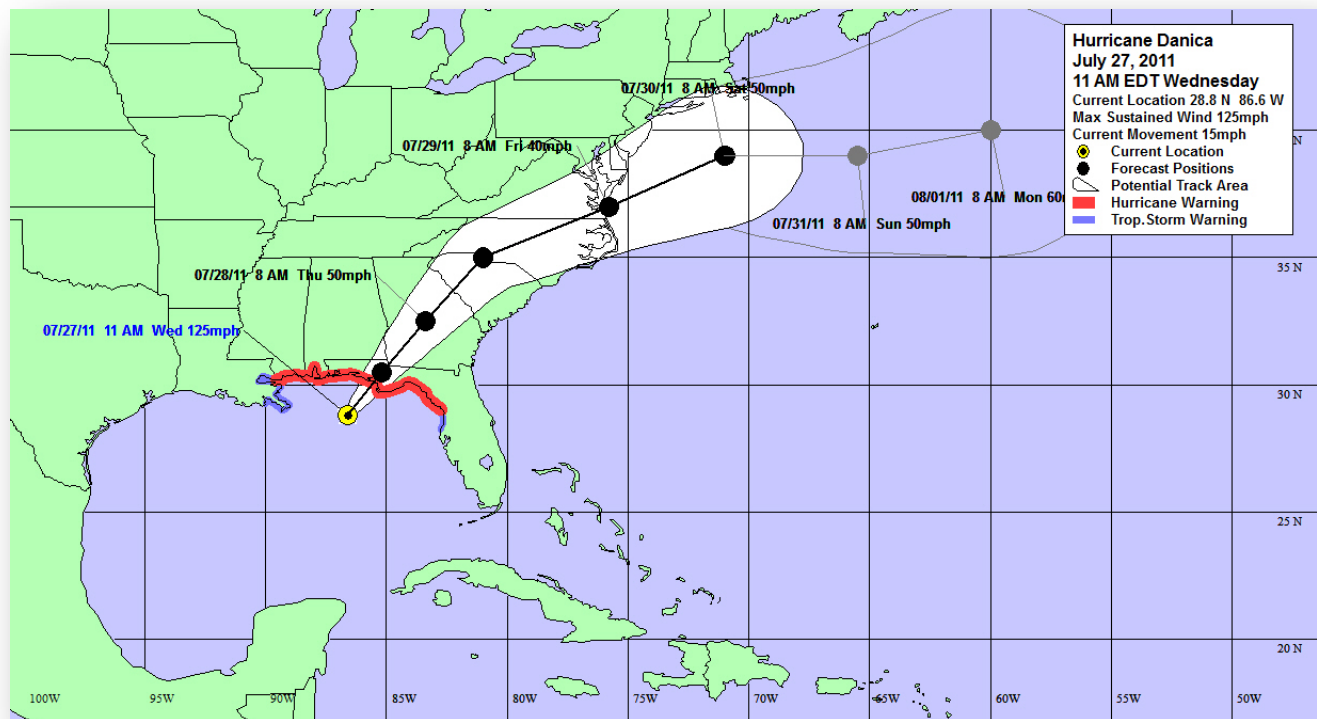 Hurricane Danica
July 27, 2011
11 AM EDT Wednesday
Current Location 28.8 N 86.6 W
Max Sustained Wind 125mph
Current Movement 15mph
Current Location
Forecast Positions
Potential Track Area
Hurricane Warning
Trop.Storm Warning
07/30/11 8 AM Sat 50mph
07/29/11 8 AM Fri 40mph
08/01/11 8 AM Mon 60m
07/31/11 8 AM Sun 50mph
07/28/11 8 AM Thu 50mph
07/27/11 11 AM Wed 125mph
N
35 N
30 N
25 N
20 N
100W 95W 90W 85W 80W 75W 70W 65W 60W 55W 50W